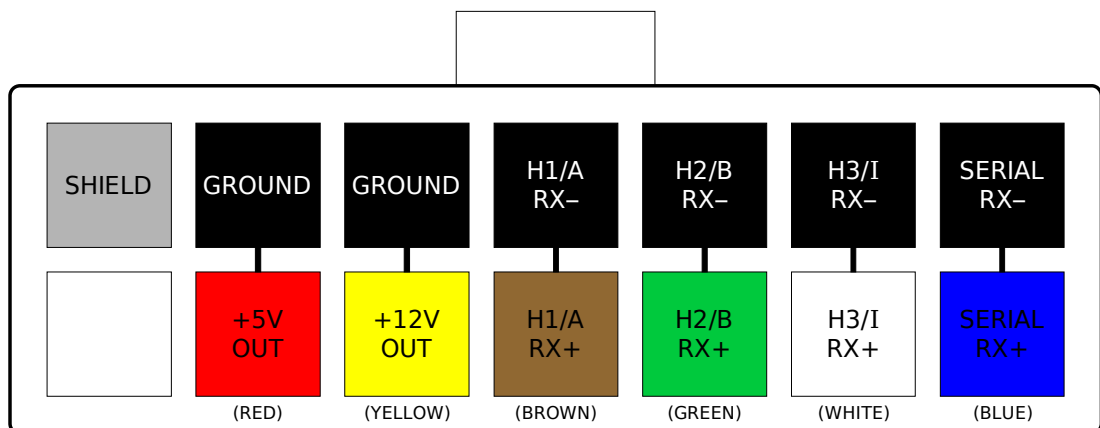 SHIELD
GROUND
GROUND
H1/A
RX–
H2/B
RX–
H3/I
RX–
SERIAL
RX–
+5V
OUT
+12V
OUT
H1/A
RX+
H2/B
RX+
H3/I
RX+
SERIAL
RX+
(RED)
(YELLOW)
(BROWN)
(GREEN)
(WHITE)
(BLUE)